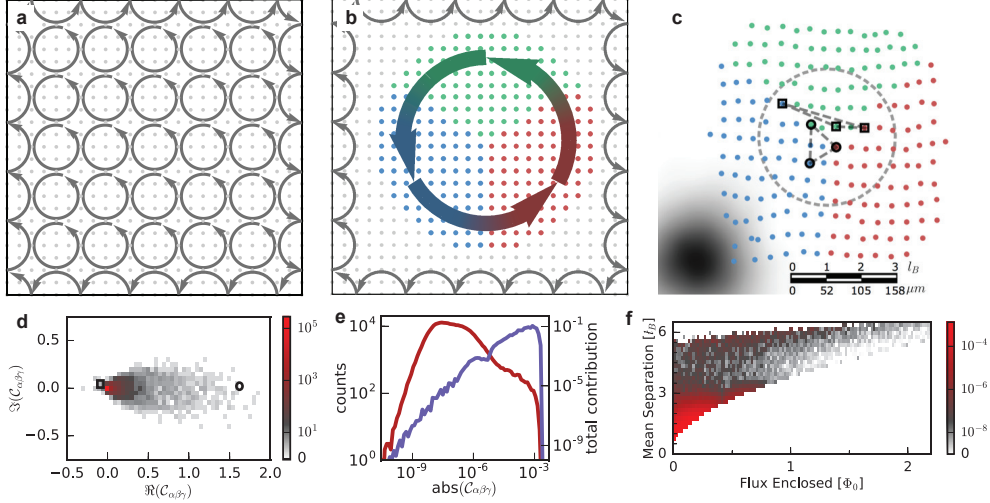 a
b
c
0 1 2 3 l_B
0 52 105 158 μm
d
0.5
0.0
−0.5
ℑ(𝒞_αβγ)
−0.5 0.0 0.5 1.0 1.5 2.0
ℜ(𝒞_αβγ)
10^5
10^3
10^1
0
e
10^4
10^2
10^0
counts
10^-9 10^-6 10^-3
abs(𝒞_αβγ)
10^-1
10^-5
10^-9
total contribution
f
6
3
0
Mean Separation [l_B]
0 1 2
Flux Enclosed [Φ_0]
10^-4
10^-6
10^-8
0